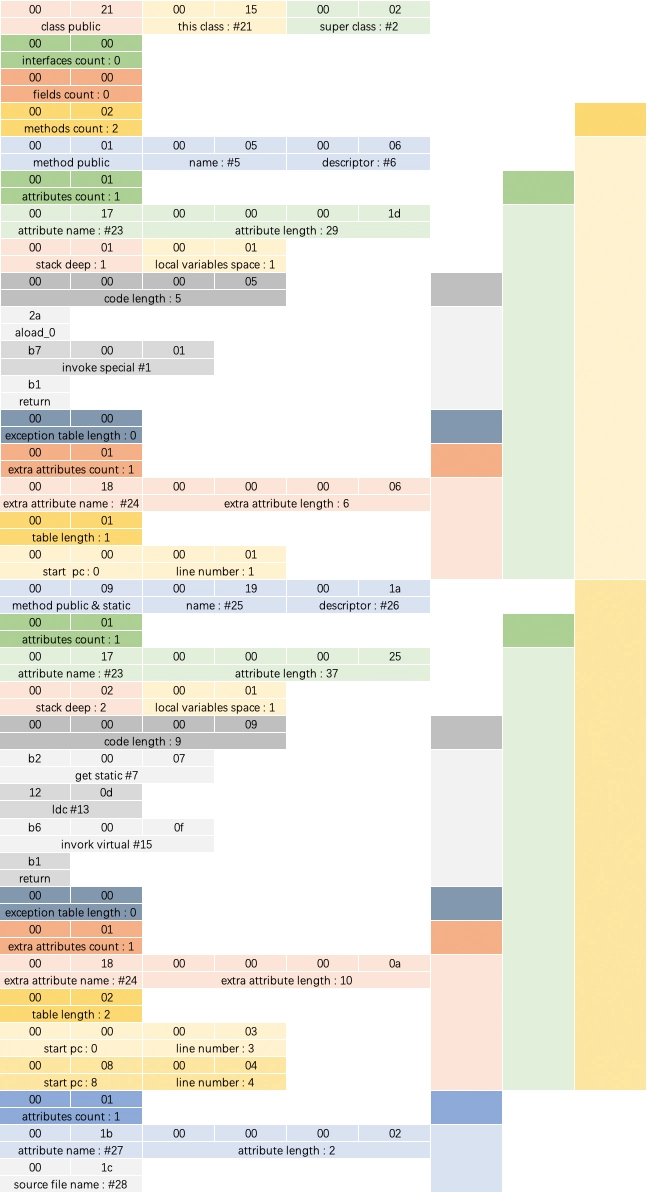 00 21 00 15 00 02
class public this class : #21 super class : #2
00 00
interfaces count : 0
00 00
fields count : 0
00 02
methods count : 2
00 01 00 05 00 06
method public name : #5 descriptor : #6
00 01
attributes count : 1
00 17 00 00 00 1d
attribute name : #23 attribute length : 29
00 01 00 01
stack deep : 1 local variables space : 1
00 00 00 05
code length : 5
2a
aload_0
b7 00 01
invoke special #1
b1
return
00 00
exception table length : 0
00 01
extra attributes count : 1
00 18 00 00 00 06
extra attribute name : #24 extra attribute length : 6
00 01
table length : 1
00 00 00 01
start pc : 0 line number : 1
00 09 00 19 00 1a
method public & static name : #25 descriptor : #26
00 01
attributes count : 1
00 17 00 00 00 25
attribute name : #23 attribute length : 37
00 02 00 01
stack deep : 2 local variables space : 1
00 00 00 09
code length : 9
b2 00 07
get static #7
12 0d
ldc #13
b6 00 0f
invork virtual #15
b1
return
00 00
exception table length : 0
00 01
extra attributes count : 1
00 18 00 00 00 0a
extra attribute name : #24 extra attribute length : 10
00 02
table length : 2
00 00 00 03
start pc : 0 line number : 3
00 08 00 04
start pc : 8 line number : 4
00 01
attributes count : 1
00 1b 00 00 00 02
attribute name : #27 attribute length : 2
00 1c
source file name : #28